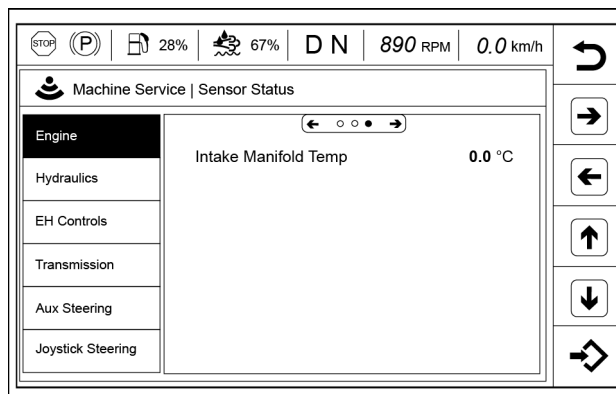 STOP (P) 28% 67% D N 890 RPM 0.0 km/h
Machine Service | Sensor Status
Engine
Intake Manifold Temp 0.0 °C
Hydraulics
EH Controls
Transmission
Aux Steering
Joystick Steering